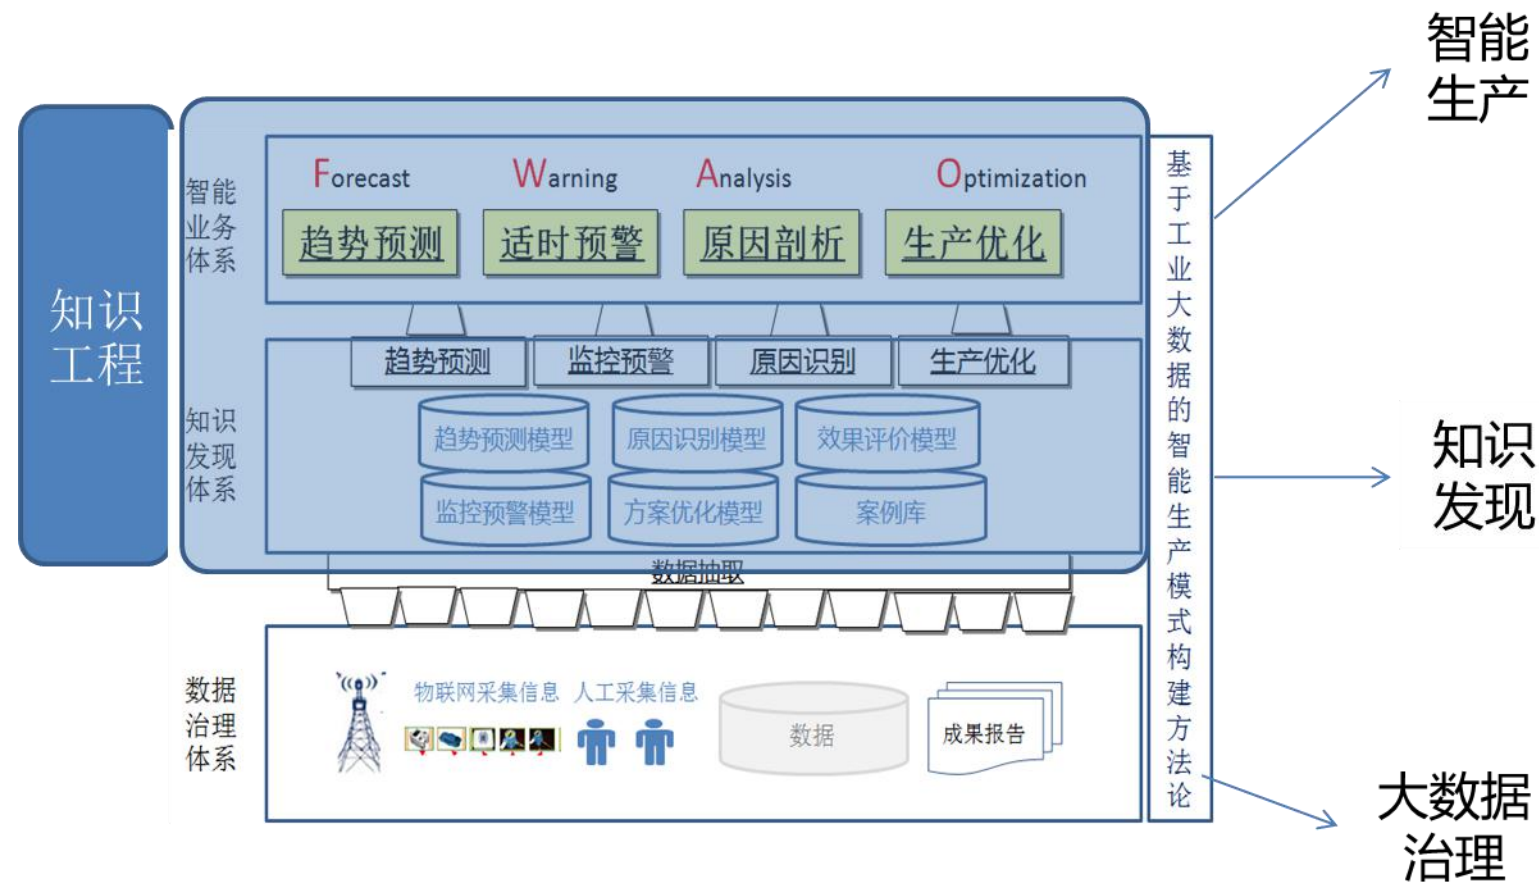 智能
生产
知识
工程
智能
业务
体系
Forecast
Warning
Analysis
Optimization
趋势预测
适时预警
原因剖析
生产优化
知识
发现
体系
趋势预测
监控预警
原因识别
生产优化
趋势预测模型
原因识别模型
效果评价模型
监控预警模型
方案优化模型
案例库
数据抽取
数据
治理
体系
物联网采集信息
人工采集信息
数据
成果报告
基于工业大数据的智能生产模式构建方法论
知识
发现
大数据
治理